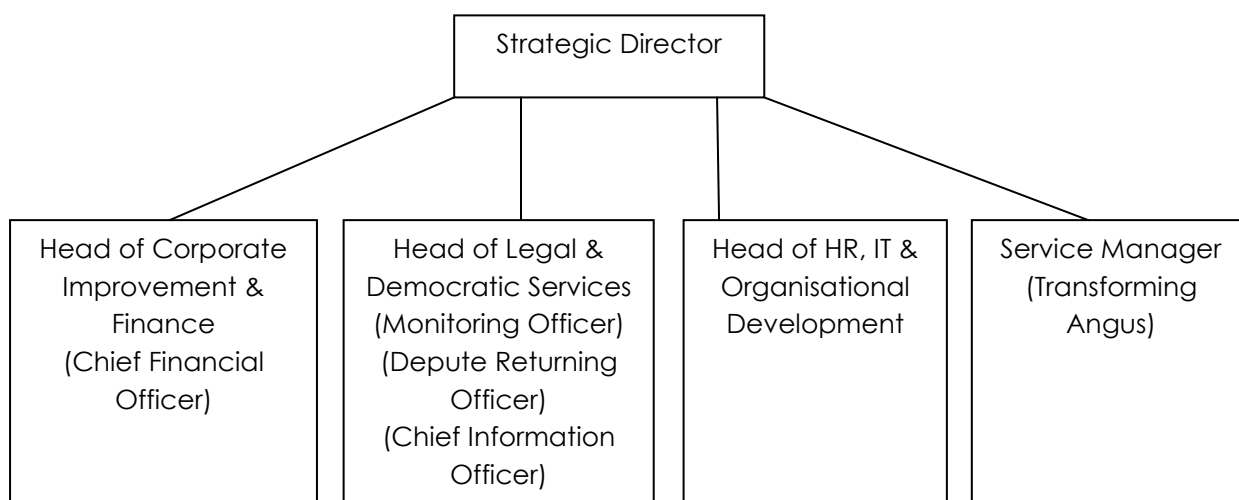 Strategic Director
Head of Corporate
Improvement &
Finance
(Chief Financial
Officer)
Head of Legal &
Democratic Services
(Monitoring Officer)
(Depute Returning
Officer)
(Chief Information
Officer)
Head of HR, IT &
Organisational
Development
Service Manager
(Transforming
Angus)